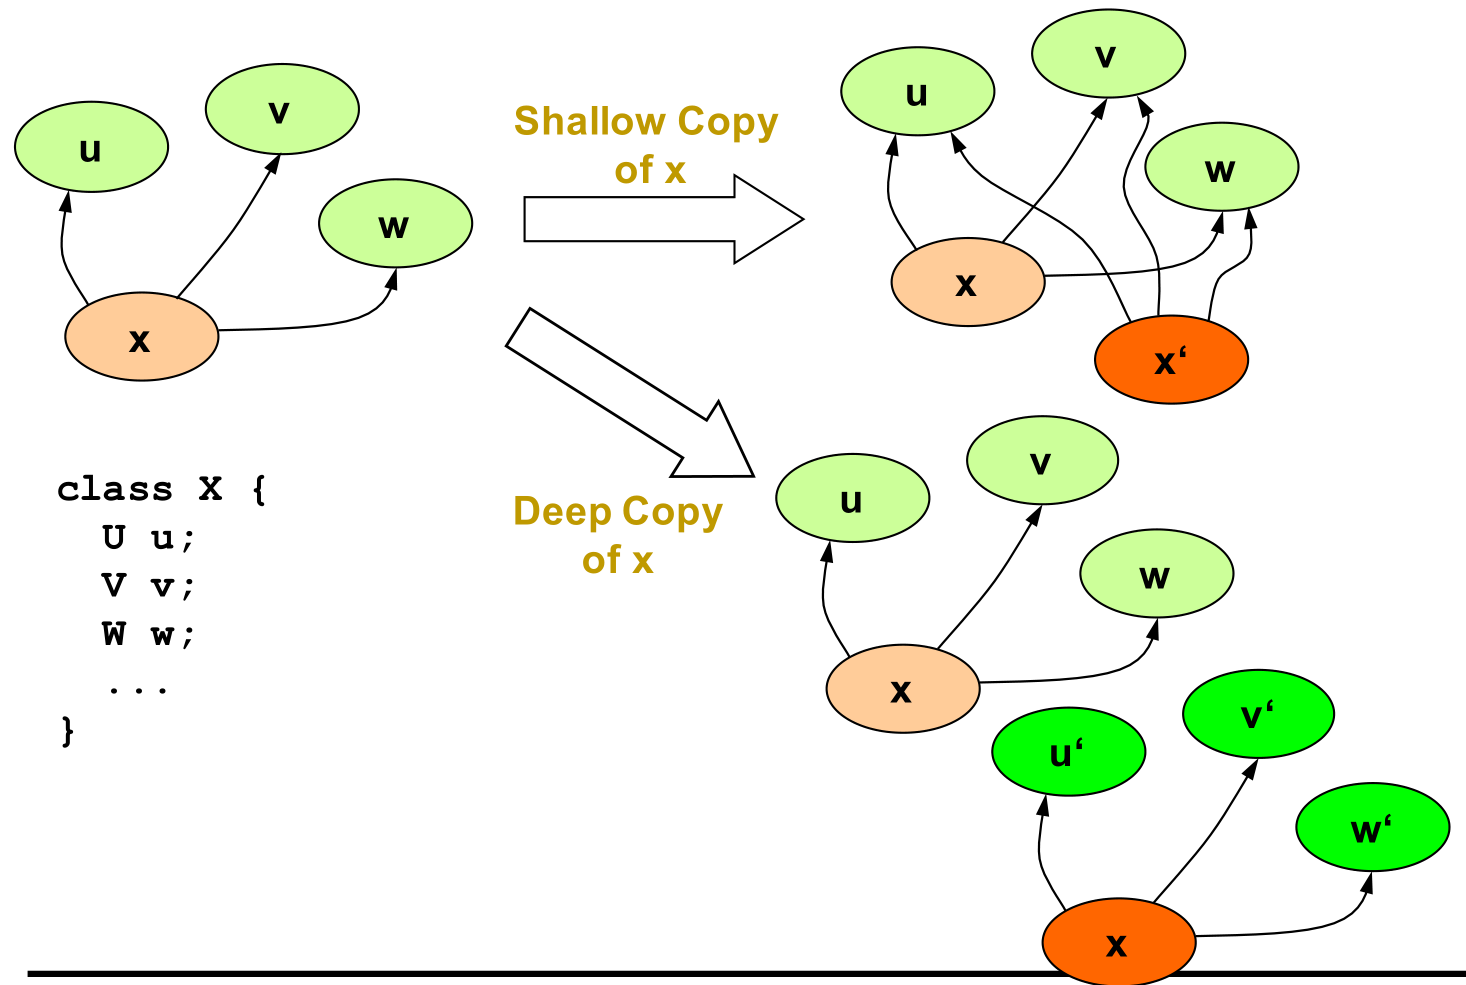 u
v
w
x
Shallow Copy
of x
u
v
w
x
x‘
class X {
U u;
V v;
W w;
...
}
Deep Copy
of x
u
v
w
x
u‘
v‘
w‘
x